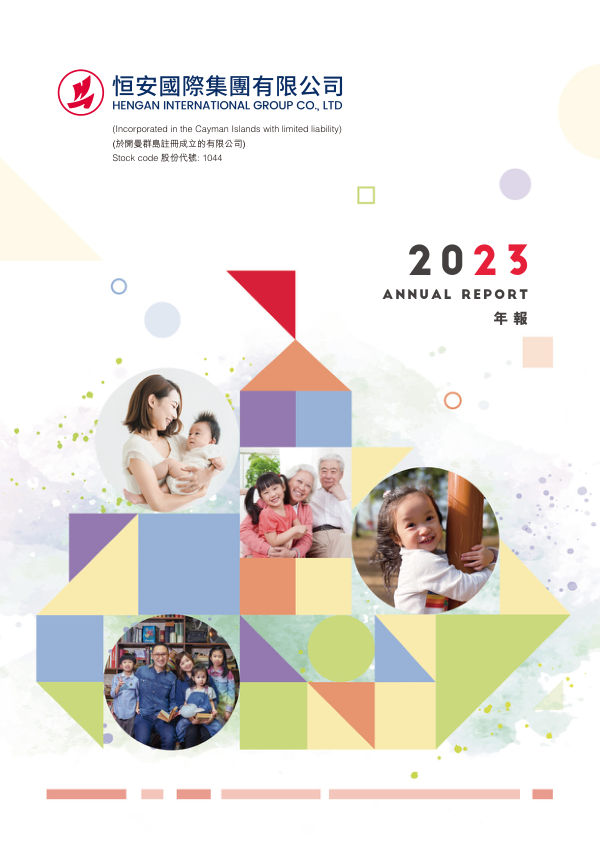 恒安國際集團有限公司
HENGAN INTERNATIONAL GROUP CO., LTD
(Incorporated in the Cayman Islands with limited liability)
(於開曼群島註冊成立的有限公司)
Stock code 股份代號: 1044
2023
ANNUAL REPORT
年報